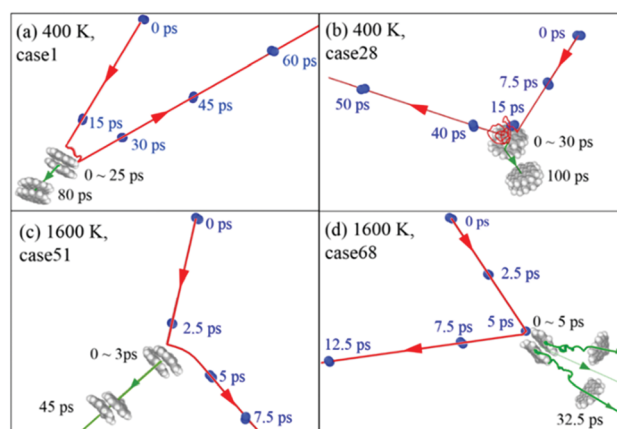 (a) 400 K,
case1
0 ps
15 ps
30 ps
45 ps
60 ps
0 ~ 25 ps
80 ps
(b) 400 K,
case28
0 ps
7.5 ps
15 ps
50 ps
40 ps
0 ~ 30 ps
100 ps
(c) 1600 K,
case51
0 ps
2.5 ps
0 ~ 3ps
5 ps
45 ps
7.5 ps
(d) 1600 K,
case68
0 ps
2.5 ps
5 ps
0 ~ 5 ps
7.5 ps
12.5 ps
32.5 ps